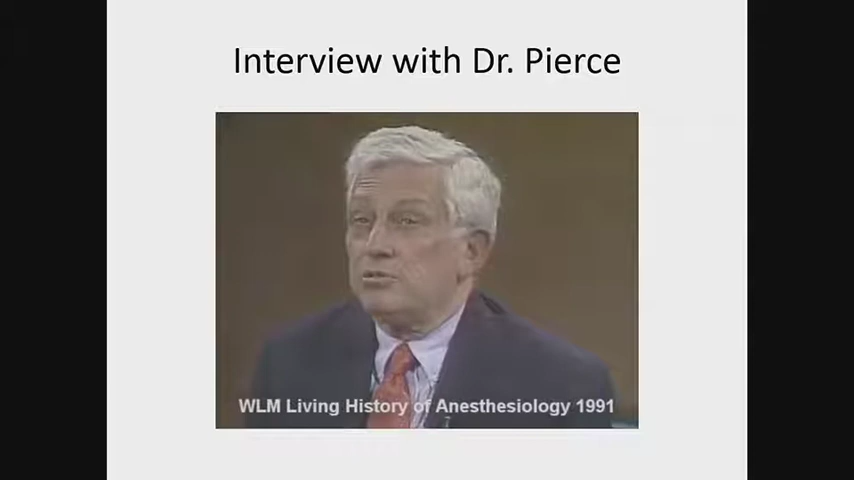 Interview with Dr. Pierce
WLM Living History of Anesthesiology 1991